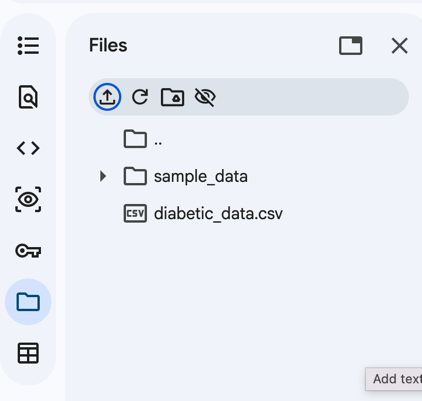 Files
..
sample_data
CSV diabetic_data.csv
Add text